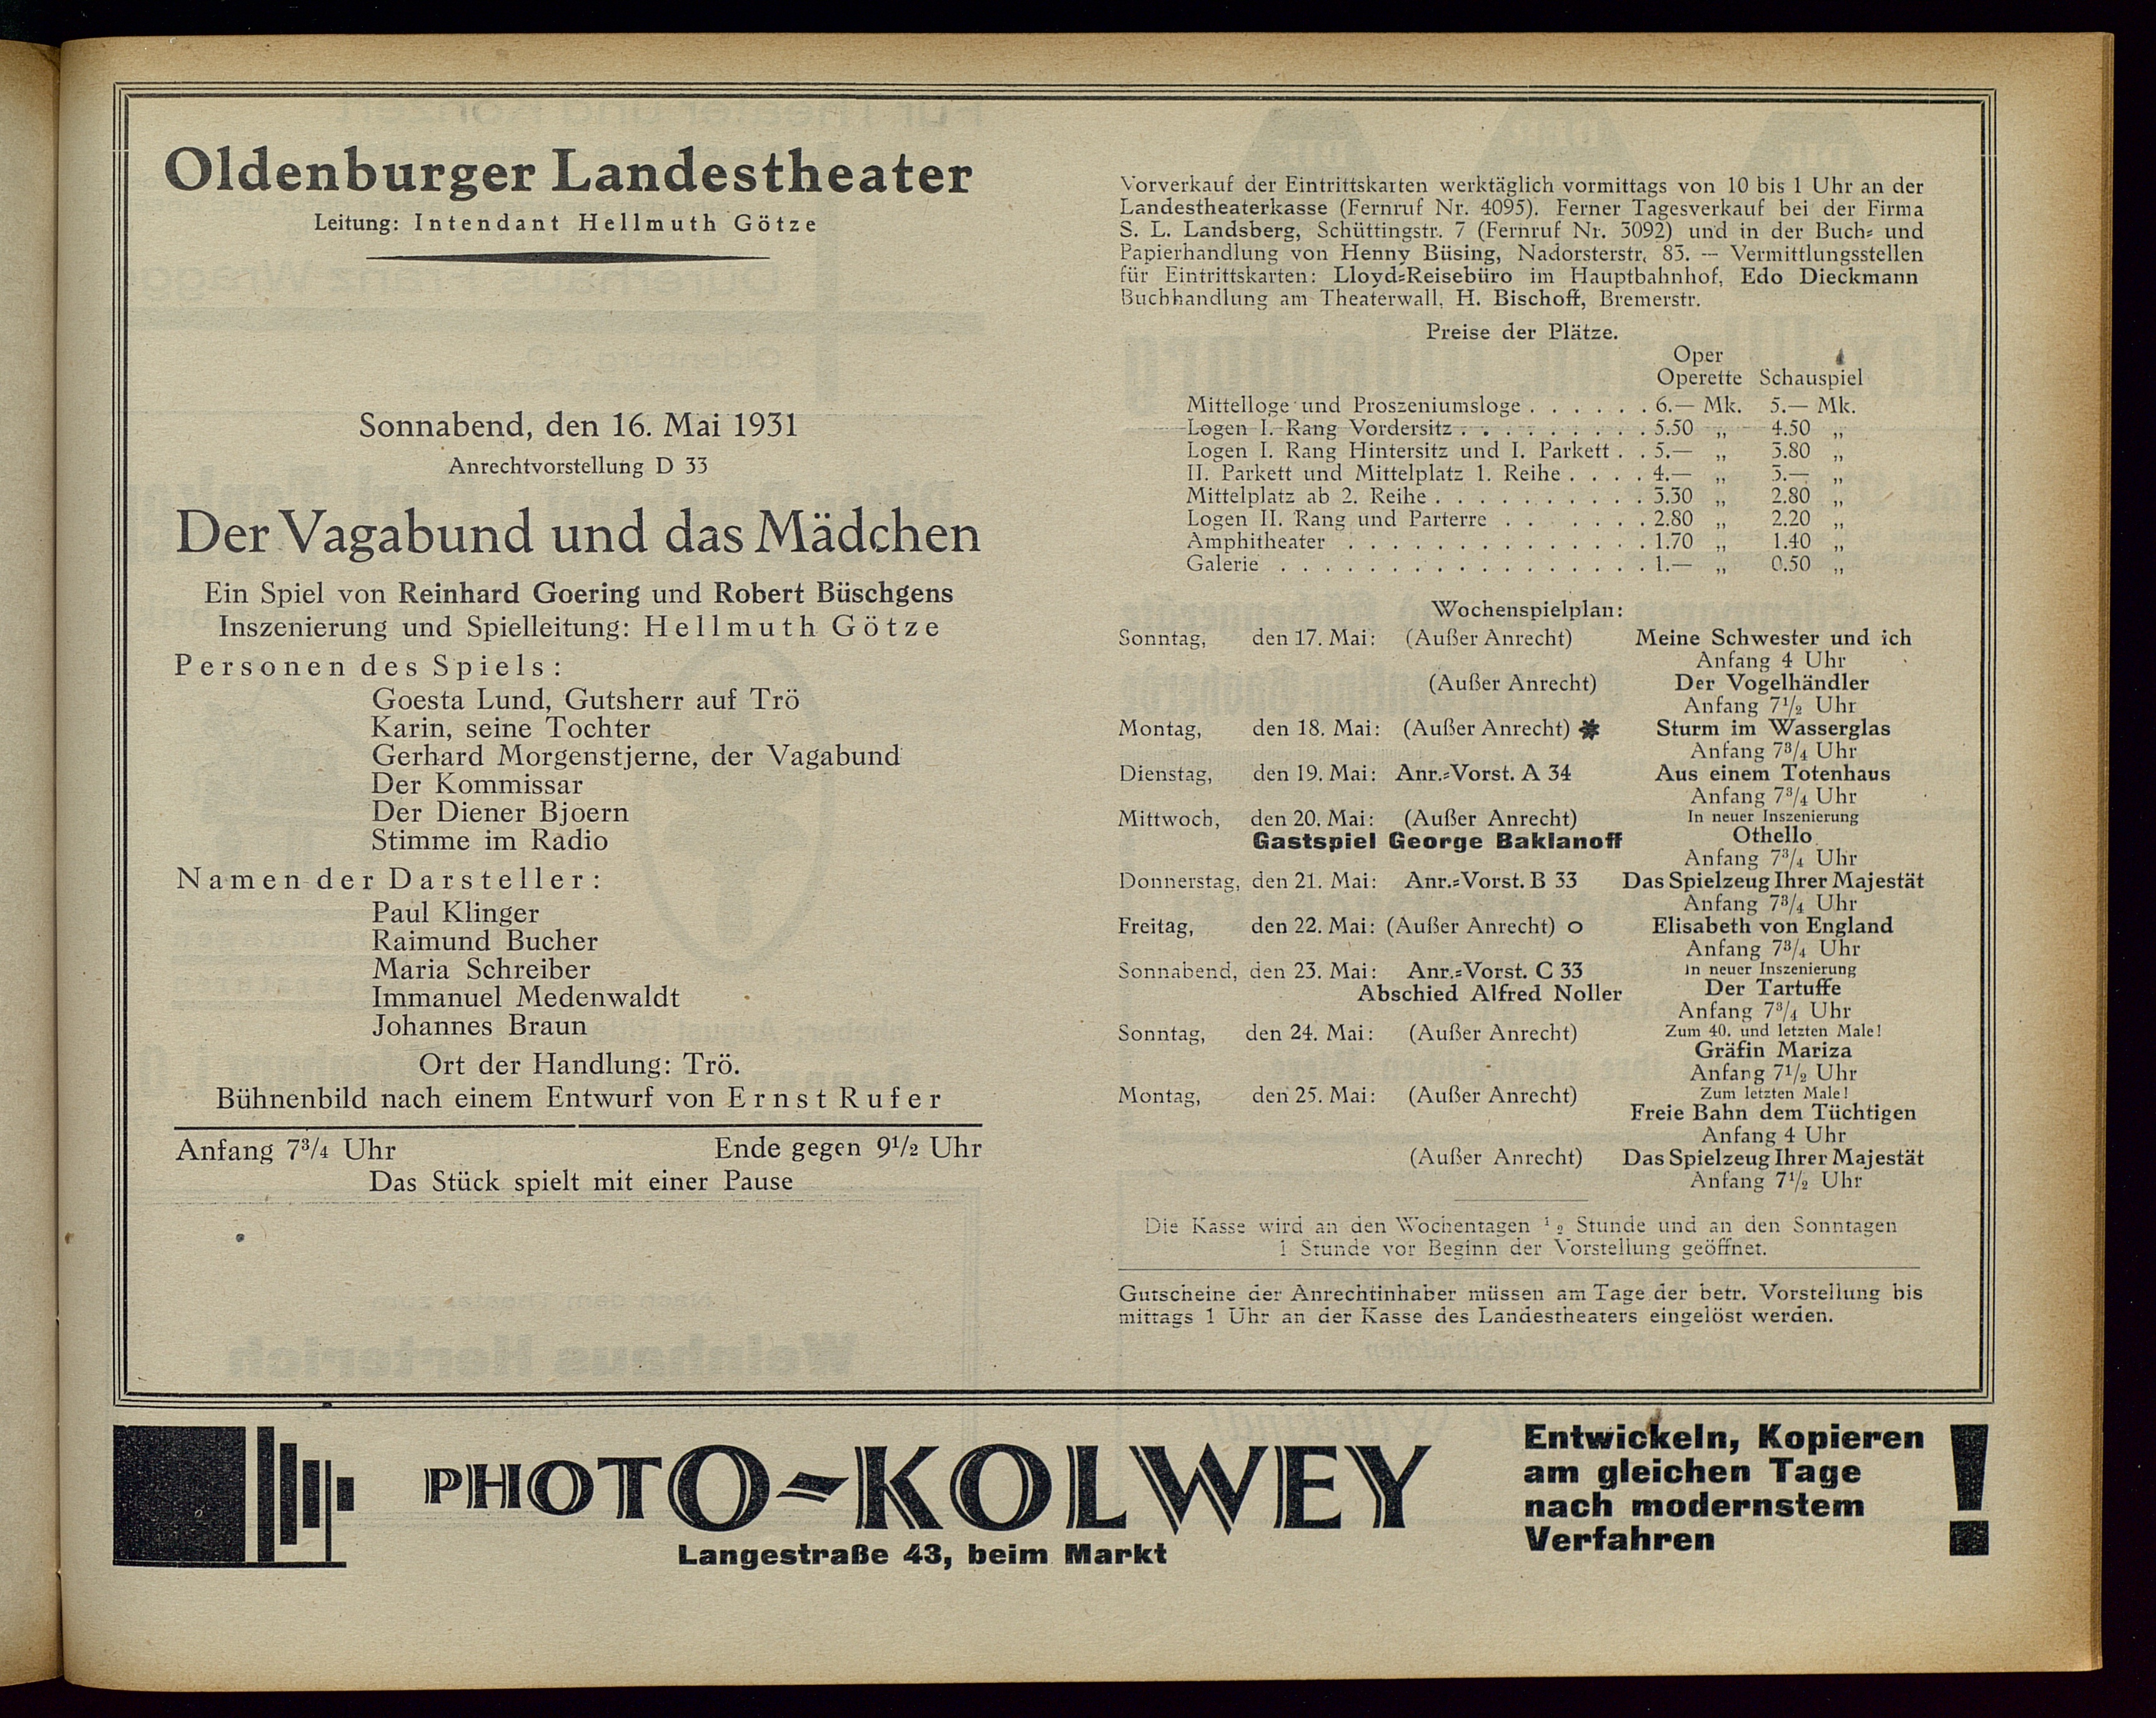 Oldenburger Landestheater
Leitung: Intendant Hellmuth Götze
Sonnabend, den 16. Mai 1931
Anrechtvorstellung D 33
Der Vagabund und das Mädchen
Ein Spiel von Reinhard Goering und Robert Büschgens
Inszenierung und Spielleitung: Hellmuth Götze
Personen des Spiels:
Goesta Lund, Gutsherr auf Trö
Karin, seine Tochter
Gerhard Morgenstjerne, der Vagabund
Der Kommissar
Der Diener Bjoern
Stimme im Radio
Namen der Darsteller:
Paul Klinger
Raimund Bucher
Maria Schreiber
Immanuel Medenwaldt
Johannes Braun
Ort der Handlung: Trö.
Bühnenbild nach einem Entwurf von Ernst Rufer
Anfang 7³/₄ Uhr Ende gegen 9¹/₂ Uhr
Das Stück spielt mit einer Pause
Vorverkauf der Eintrittskarten werktäglich vormittags von 10 bis 1 Uhr an der
Landestheaterkasse (Fernruf Nr. 4095). Ferner Tagesverkauf bei der Firma
S. L. Landsberg, Schüttingstr. 7 (Fernruf Nr. 3092) und in der Buch= und
Papierhandlung von Henny Büsing, Nadorsterstr. 83. — Vermittlungsstellen
für Eintrittskarten: Lloyd=Reisebüro im Hauptbahnhof, Edo Dieckmann
Buchhandlung am Theaterwall, H. Bischoff, Bremerstr.
Preise der Plätze.
Oper
Operette Schauspiel
Mittelloge und Proszeniumsloge . . . . . . 6.— Mk. 5.— Mk.
Logen I. Rang Vordersitz . . . . . . . . . 5.50 „ 4.50 „
Logen I. Rang Hintersitz und I. Parkett . . 5.— „ 3.80 „
II. Parkett und Mittelplatz 1. Reihe . . . . 4.— „ 3.— „
Mittelplatz ab 2. Reihe . . . . . . . . . . 3.30 „ 2.80 „
Logen II. Rang und Parterre . . . . . . . 2.80 „ 2.20 „
Amphitheater . . . . . . . . . . . . . . 1.70 „ 1.40 „
Galerie . . . . . . . . . . . . . . . . . 1.— „ 0.50 „
Wochenspielplan:
Sonntag, den 17. Mai: (Außer Anrecht) Meine Schwester und ich
Anfang 4 Uhr
(Außer Anrecht) Der Vogelhändler
Anfang 7¹/₂ Uhr
Montag, den 18. Mai: (Außer Anrecht) * Sturm im Wasserglas
Anfang 7³/₄ Uhr
Dienstag, den 19. Mai: Anr.=Vorst. A 34 Aus einem Totenhaus
Anfang 7³/₄ Uhr
Mittwoch, den 20. Mai: (Außer Anrecht) In neuer Inszenierung
Gastspiel George Baklanoff Othello
Anfang 7³/₄ Uhr
Donnerstag, den 21. Mai: Anr.=Vorst. B 33 Das Spielzeug Ihrer Majestät
Anfang 7³/₄ Uhr
Freitag, den 22. Mai: (Außer Anrecht) o Elisabeth von England
Anfang 7³/₄ Uhr
Sonnabend, den 23. Mai: Anr.=Vorst. C 33 In neuer Inszenierung
Abschied Alfred Noller Der Tartuffe
Anfang 7³/₄ Uhr
Sonntag, den 24. Mai: (Außer Anrecht) Zum 40. und letzten Male!
Gräfin Mariza
Anfang 7¹/₂ Uhr
Montag, den 25. Mai: (Außer Anrecht) Zum letzten Male!
Freie Bahn dem Tüchtigen
Anfang 4 Uhr
(Außer Anrecht) Das Spielzeug Ihrer Majestät
Anfang 7¹/₂ Uhr
Die Kasse wird an den Wochentagen ¹/₂ Stunde und an den Sonntagen
1 Stunde vor Beginn der Vorstellung geöffnet.
Gutscheine der Anrechtinhaber müssen am Tage der betr. Vorstellung bis
mittags 1 Uhr an der Kasse des Landestheaters eingelöst werden.
PHOTO-KOLWEY
Langestraße 43, beim Markt
Entwickeln, Kopieren
am gleichen Tage
nach modernstem
Verfahren
!